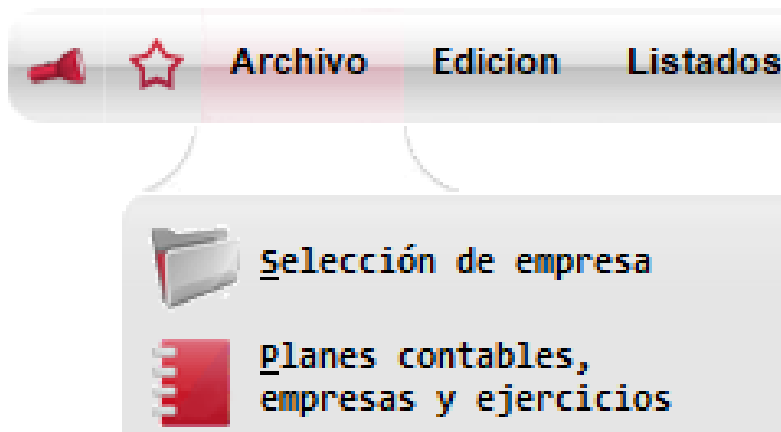 Archivo Edicion Listados
Selección de empresa
Planes contables,
empresas y ejercicios